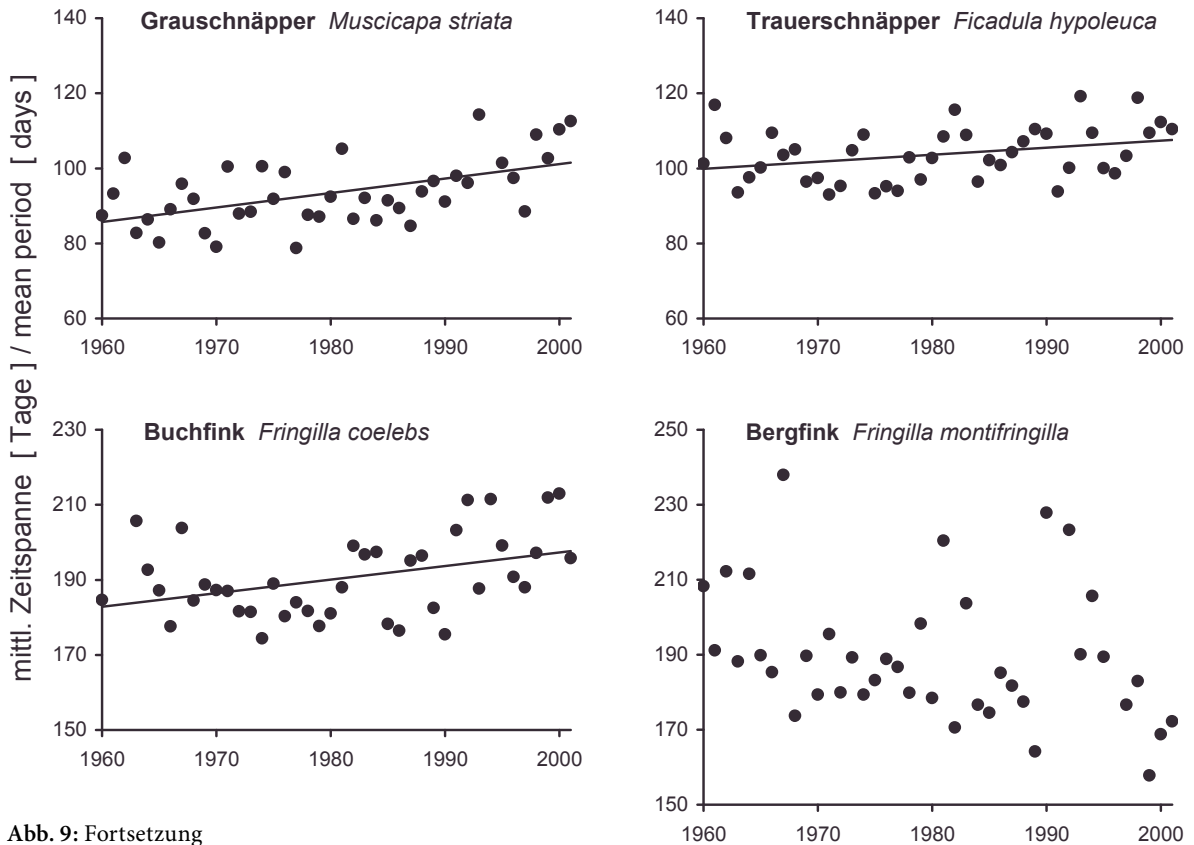 mittl. Zeitspanne [ Tage ] / mean period [ days ]
Grauschnäpper Muscicapa striata
140
120
100
80
60
1960 1970 1980 1990 2000
Trauerschnäpper Ficadula hypoleuca
140
120
100
80
60
1960 1970 1980 1990 2000
Buchfink Fringilla coelebs
230
210
190
170
150
1960 1970 1980 1990 2000
Bergfink Fringilla montifringilla
250
230
210
190
170
150
1960 1970 1980 1990 2000
Abb. 9: Fortsetzung